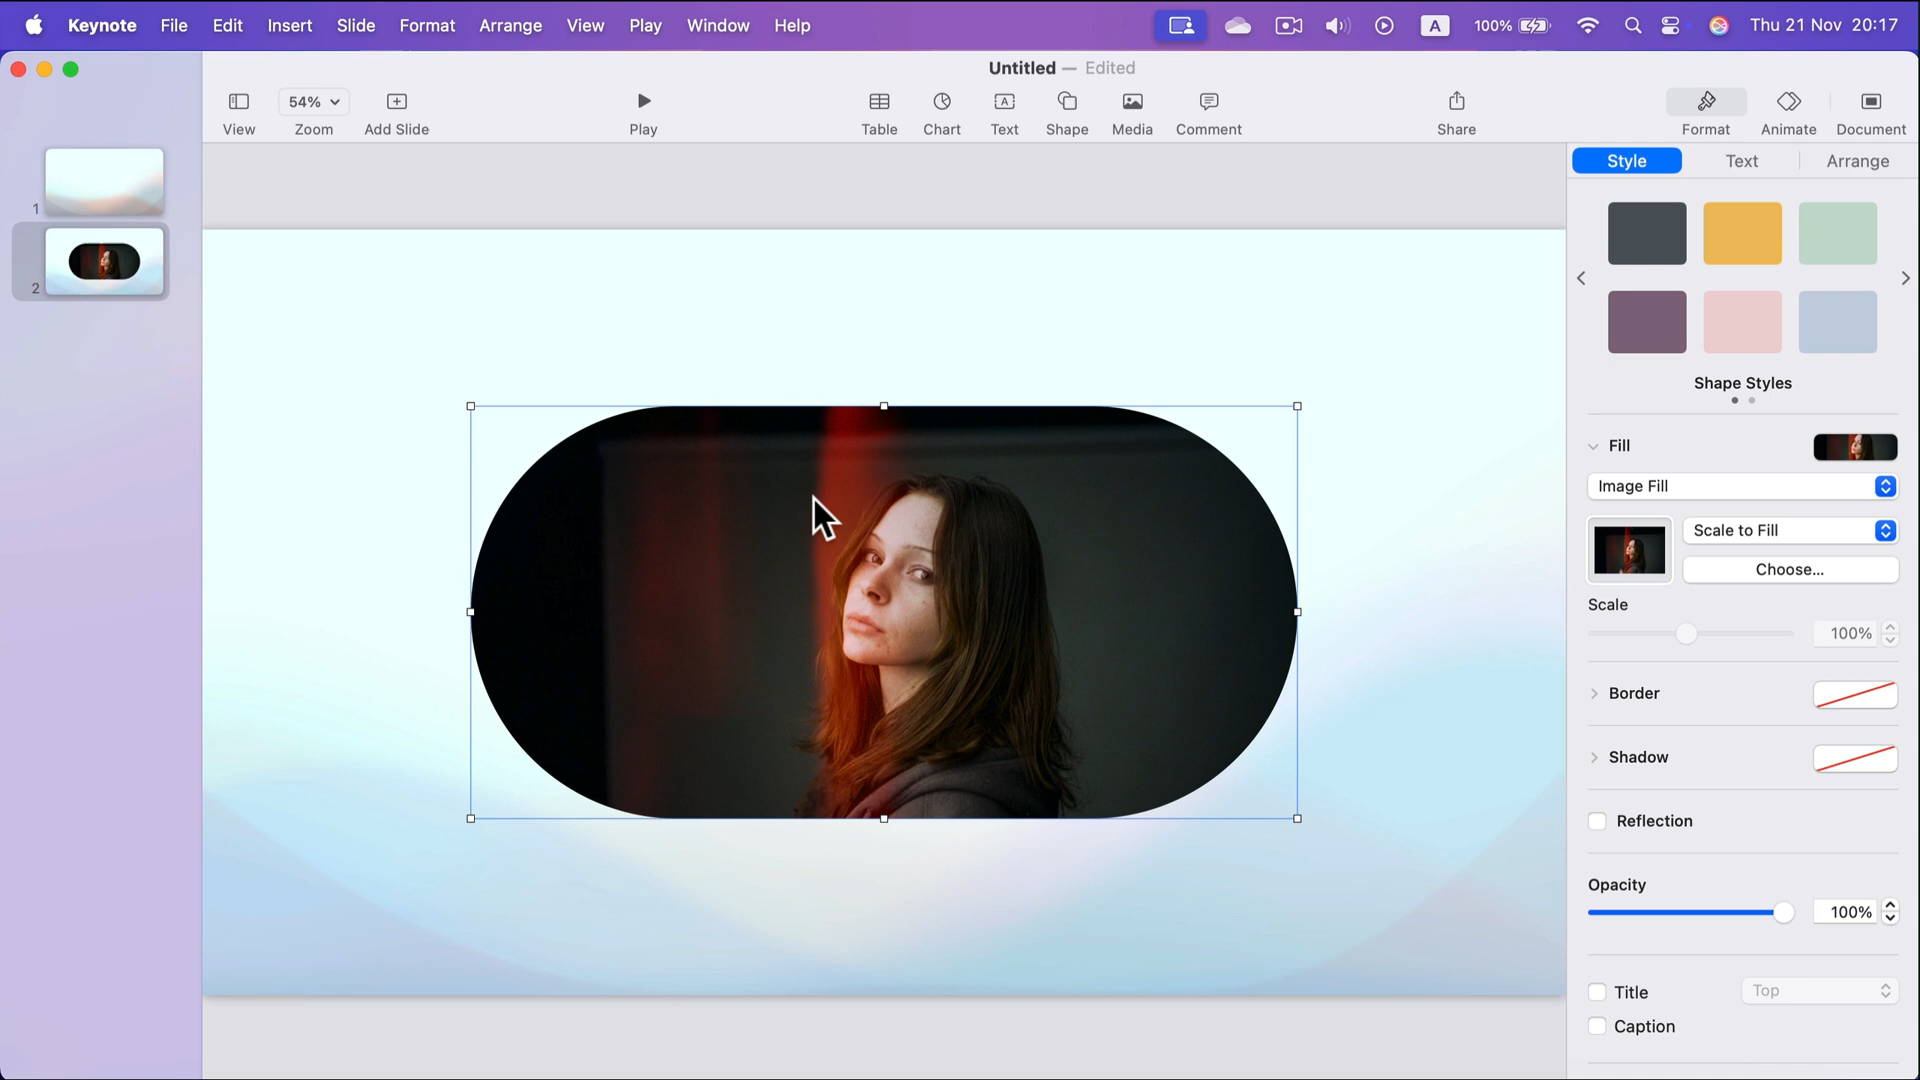 Keynote File Edit Insert Slide Format Arrange View Play Window Help A 100% Thu 21 Nov 20:17
Untitled — Edited
54%
View Zoom Add Slide Play Table Chart Text Shape Media Comment Share Format Animate Document
Style Text Arrange
1
2
Shape Styles
Fill
Image Fill
Scale to Fill
Choose...
Scale
100%
Border
Shadow
Reflection
Opacity
100%
Title Top
Caption